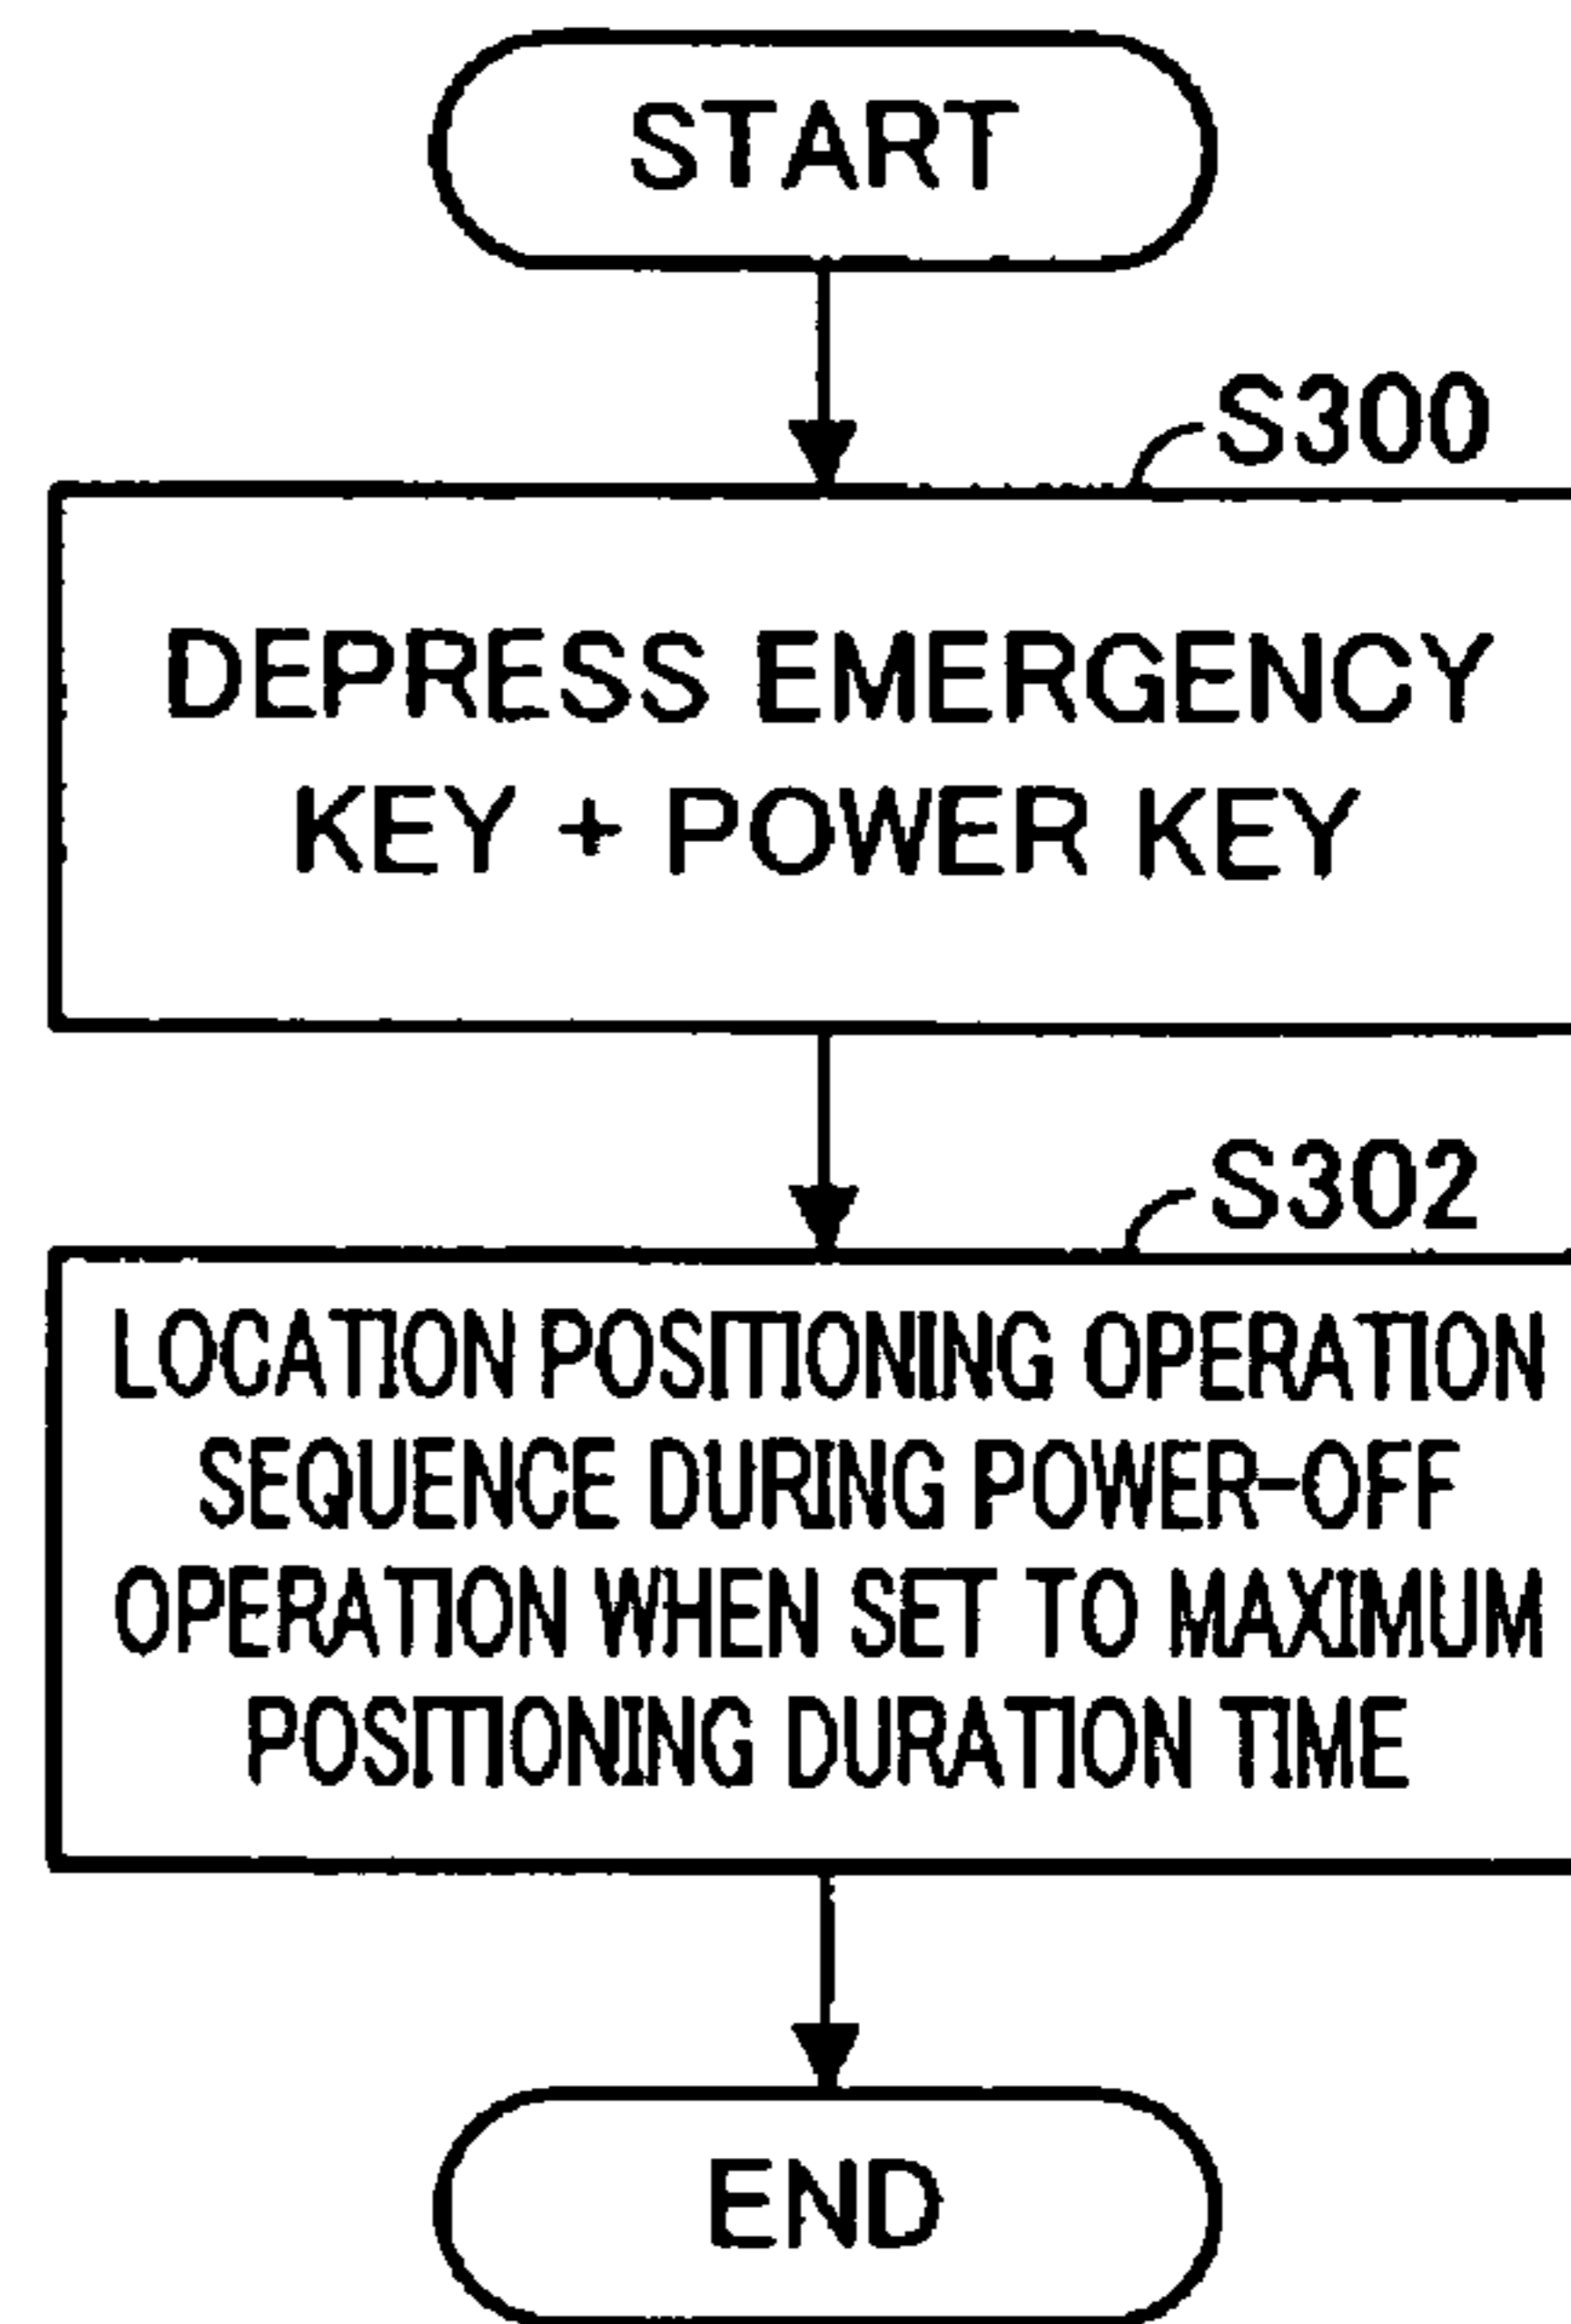 START
S300
DEPRESS EMERGENCY
KEY + POWER KEY
S302
LOCATION POSITIONING OPERATION
SEQUENCE DURING POWER-OFF
OPERATION WHEN SET TO MAXIMUM
POSITIONING DURATION TIME
END